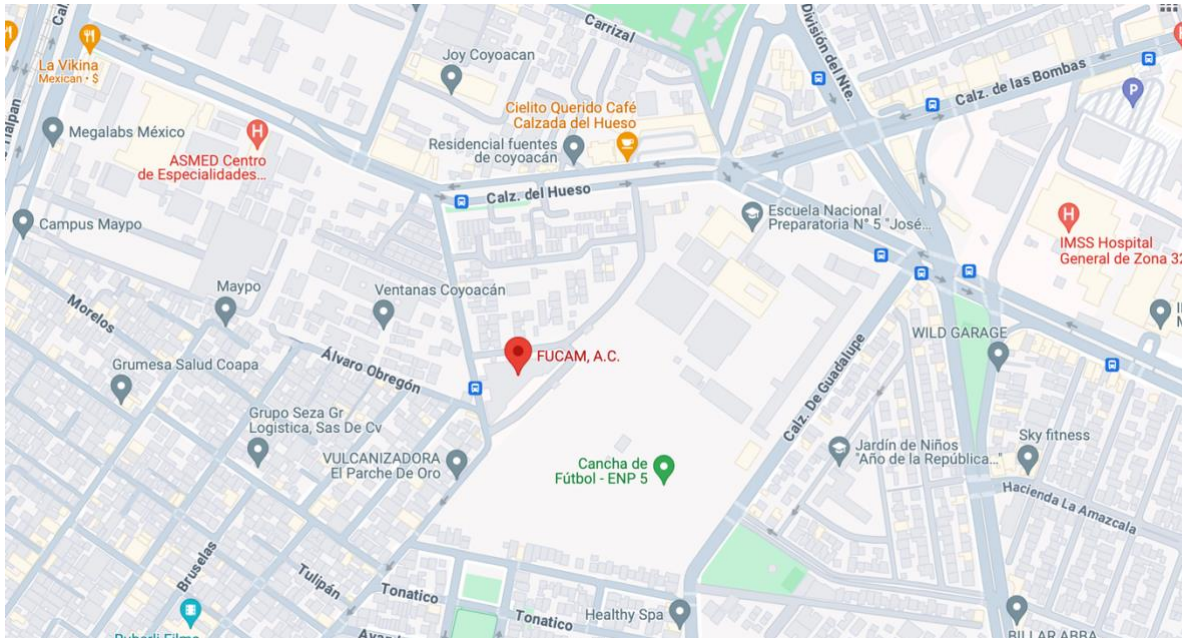 Carrizal
División del Nte.
La Vikina
Mexican • $
Joy Coyoacan
Calz. de las Bombas
P
Cielito Querido Café
Calzada del Hueso
Megalabs México
H
ASMED Centro
de Especialidades...
Residencial fuentes
de coyoacán
Calz. del Hueso
Campus Maypo
Escuela Nacional
Preparatoria N° 5 "José...
H
IMSS Hospital
General de Zona 32
Maypo
Ventanas Coyoacán
Morelos
Álvaro Obregón
FUCAM, A.C.
WILD GARAGE
Grumesa Salud Coapa
Calz. De Guadalupe
Grupo Seza Gr
Logistica, Sas De Cv
VULCANIZADORA
El Parche De Oro
Cancha de
Fútbol - ENP 5
Jardín de Niños
"Año de la República..."
Sky fitness
Hacienda La Amazcala
Bruselas
Tulipán
Tonatico
Tonatico
Healthy Spa
BILLAR ABBA